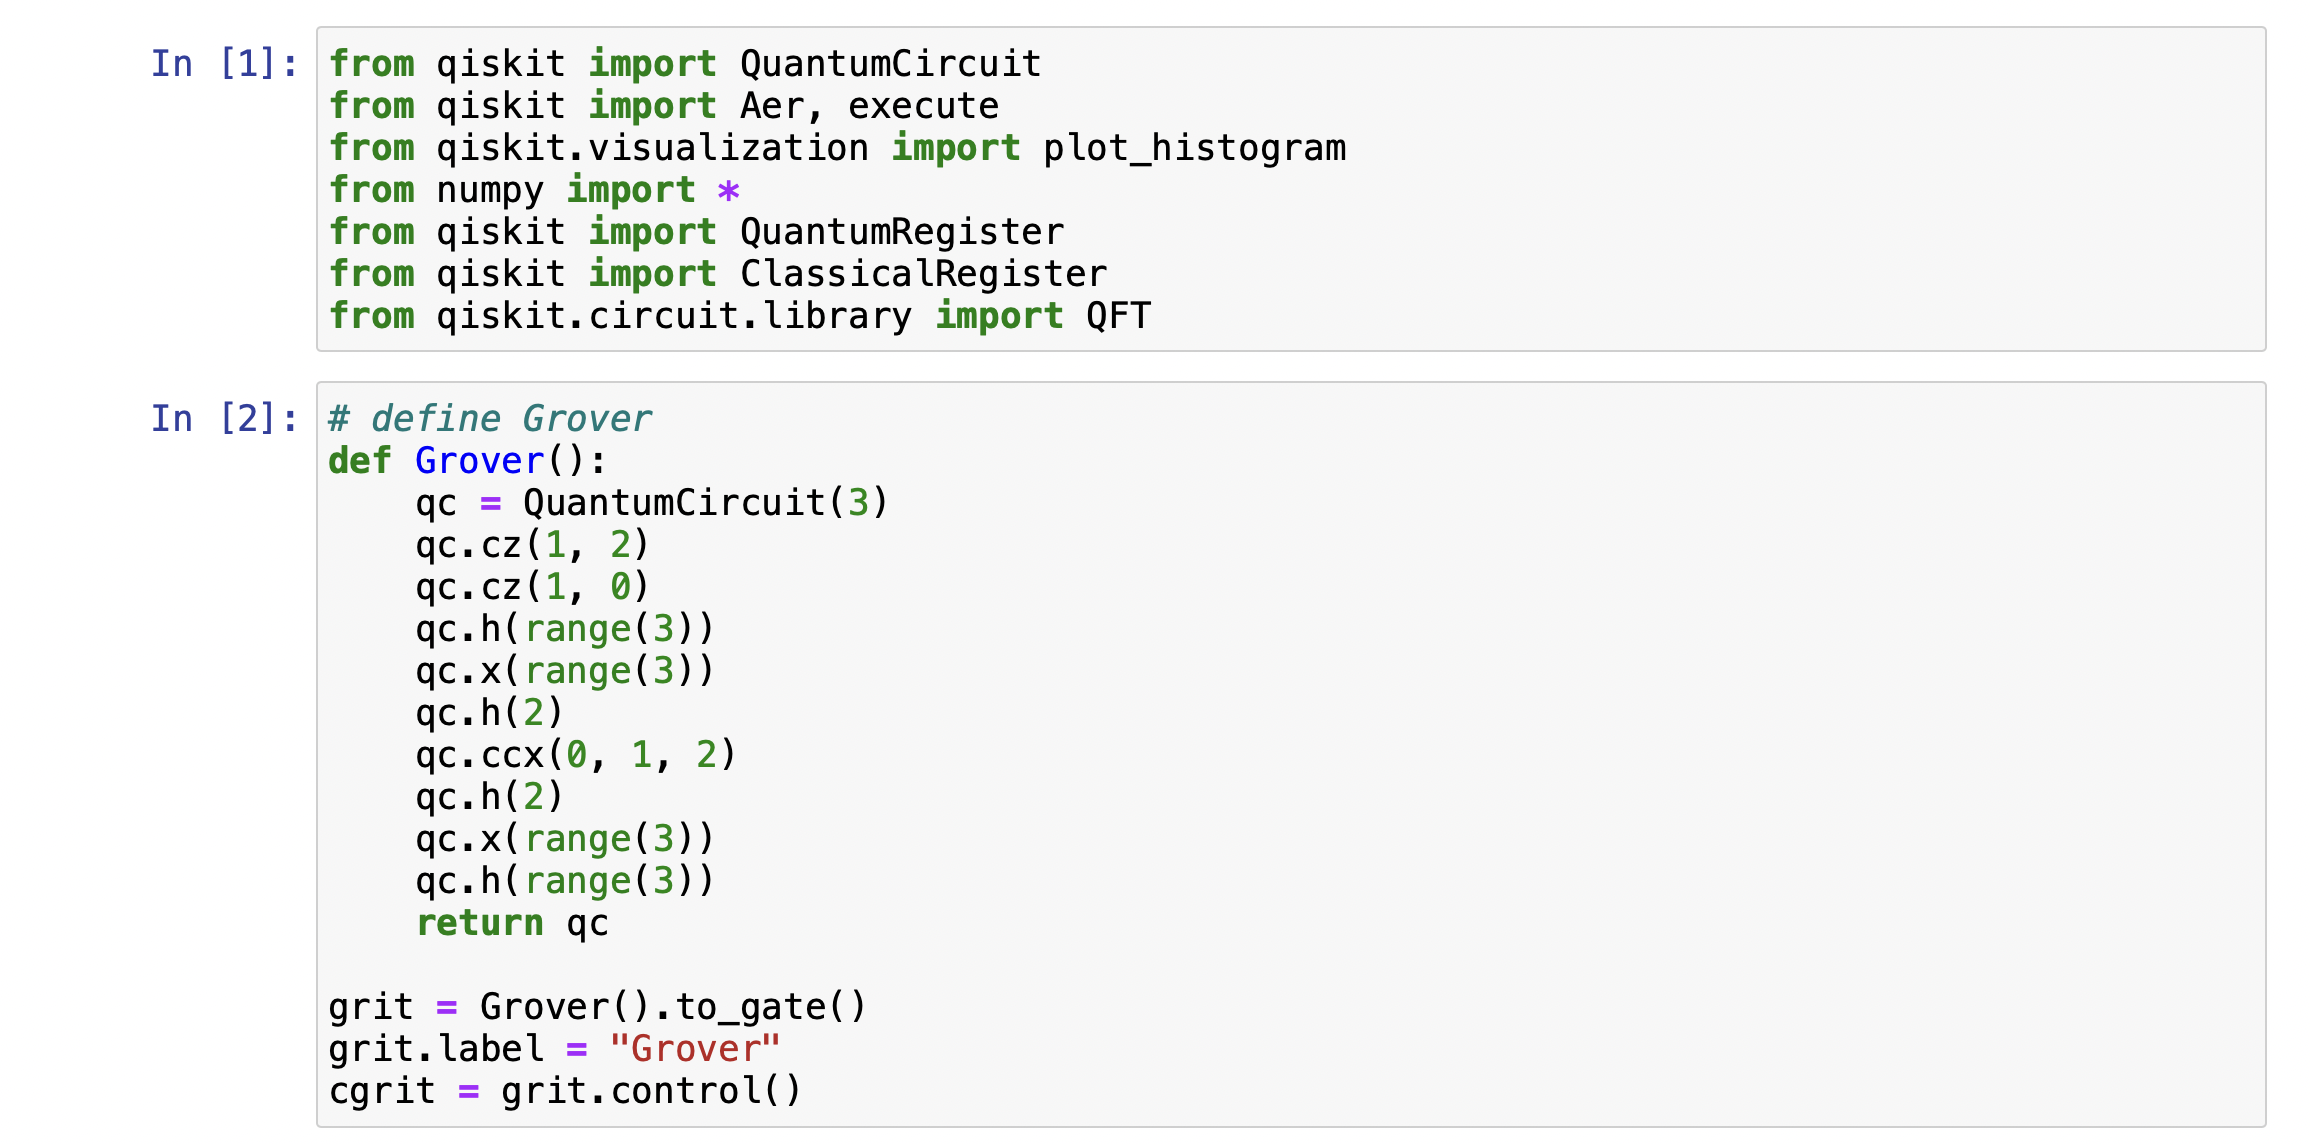 In [1]: from qiskit import QuantumCircuit
from qiskit import Aer, execute
from qiskit.visualization import plot_histogram
from numpy import *
from qiskit import QuantumRegister
from qiskit import ClassicalRegister
from qiskit.circuit.library import QFT
In [2]: # define Grover
def Grover():
    qc = QuantumCircuit(3)
    qc.cz(1, 2)
    qc.cz(1, 0)
    qc.h(range(3))
    qc.x(range(3))
    qc.h(2)
    qc.ccx(0, 1, 2)
    qc.h(2)
    qc.x(range(3))
    qc.h(range(3))
    return qc
grit = Grover().to_gate()
grit.label = "Grover"
cgrit = grit.control()